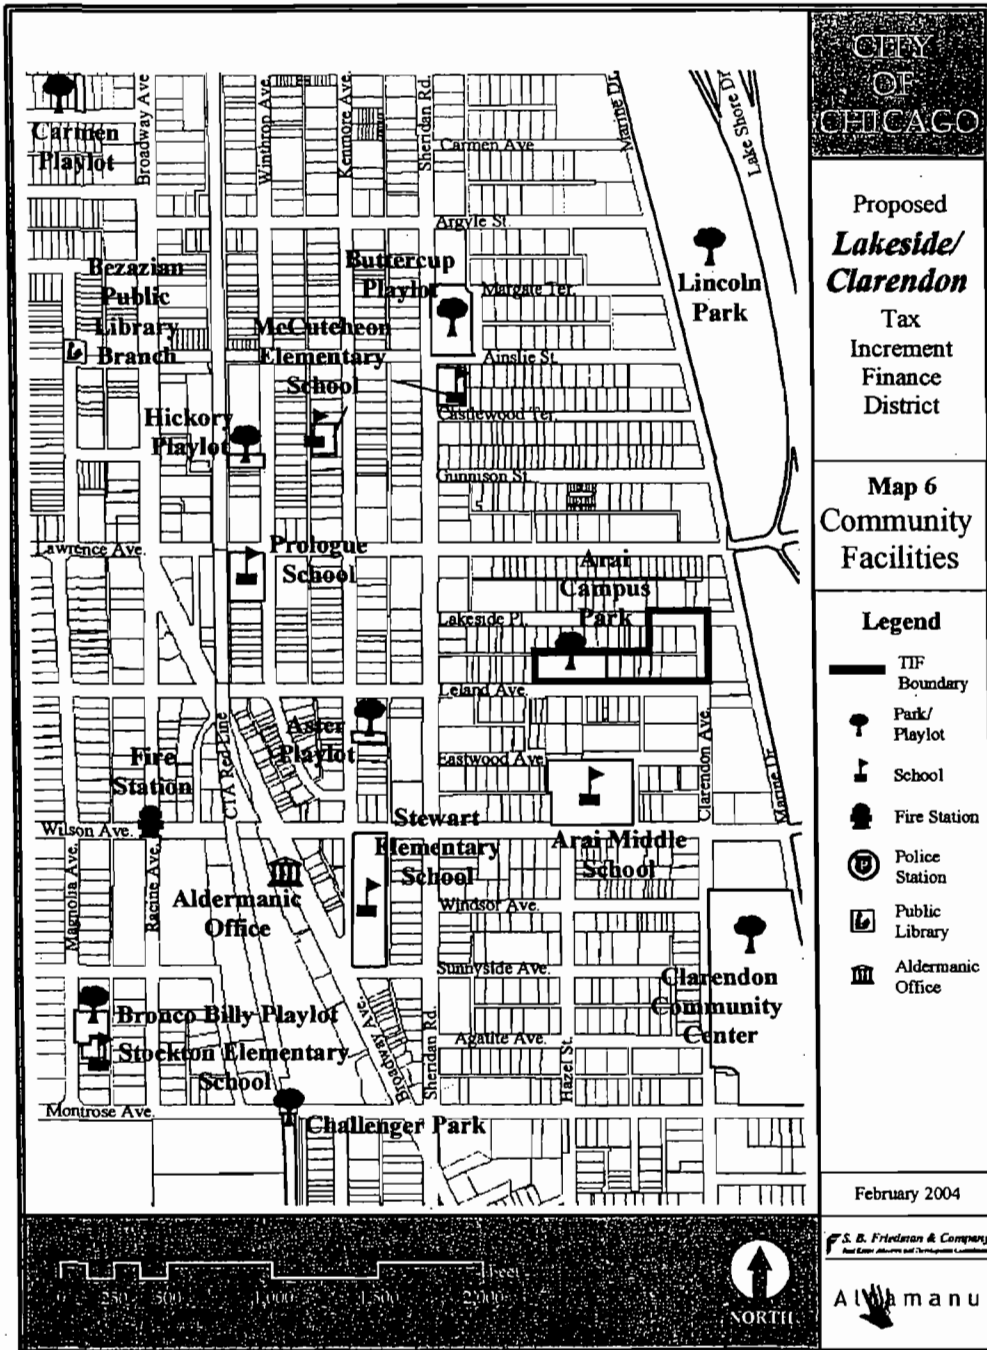 CITY
OF
CHICAGO
Proposed
Lakeside/
Clarendon
Tax
Increment
Finance
District
Map 6
Community
Facilities
Legend
TIF
Boundary
Park/
Playlot
School
Fire Station
Police
Station
Public
Library
Aldermanic
Office
February 2004
S. B. Friedman & Company
Carmen
Playlot
Broadway Ave
Winthrop Ave.
Kenmore Ave.
Sheridan Rd.
Carmen Ave
Marine Dr.
Lake Shore Dr.
Argyle St.
Bezazian
Public
Library
Branch
Buttercup
Playlot
Margate Ter.
Lincoln
Park
McCutcheon
Elementary
School
Ainslie St.
Castlewood Ter.
Hickory
Playlot
Gunnison St.
Lawrence Ave.
Prologue
School
Arai
Campus
Park
Lakeside Pl.
Leland Ave.
Aster
Playlot
CTA Red Line
Fire
Station
Eastwood Ave
Clarendon Ave.
Marine Dr
Wilson Ave.
Stewart
Elementary
School
Arai Middle
School
Magnolia Ave.
Racine Ave.
Aldermanic
Office
Windsor Ave.
Sunnyside Ave.
Clarendon
Community
Center
Bronco Billy Playlot
Stockton Elementary
School
Broadway Ave.
Sheridan Rd.
Agatite Ave.
Hazel St.
Montrose Ave.
Challenger Park
0 250 500 1,000 1,500 2,000
Feet
NORTH